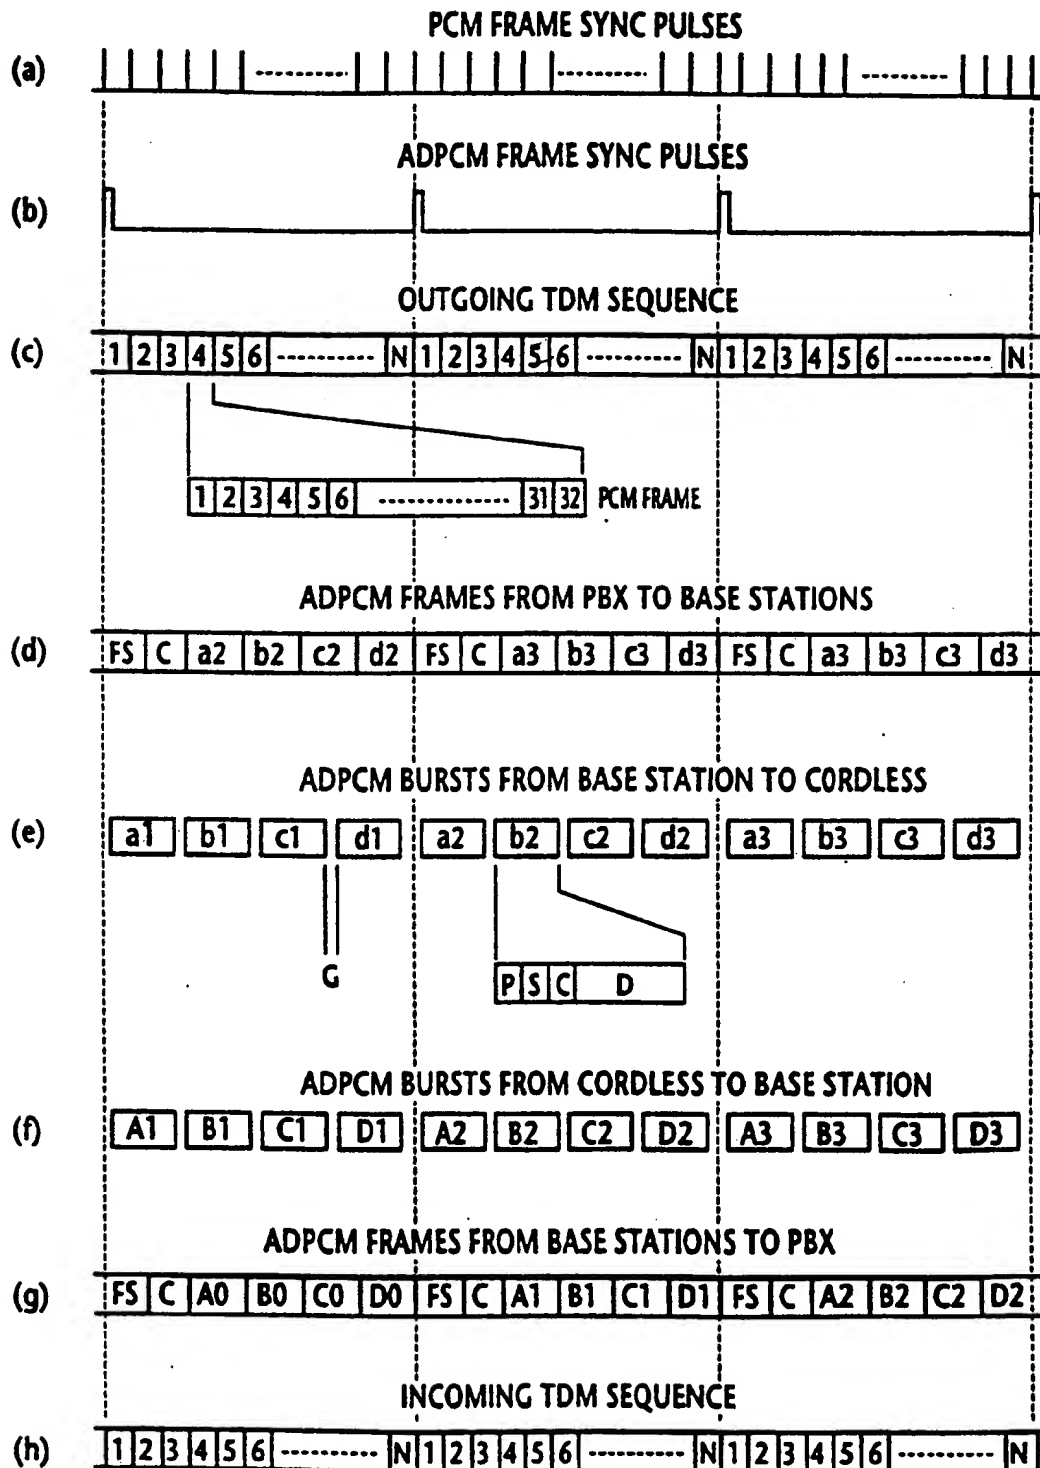 PCM FRAME SYNC PULSES
(a)
ADPCM FRAME SYNC PULSES
(b)
OUTGOING TDM SEQUENCE
(c) 1 2 3 4 5 6 ---------- N 1 2 3 4 5 6 ---------- N 1 2 3 4 5 6 ---------- N
1 2 3 4 5 6 ------------- 31 32 PCM FRAME
ADPCM FRAMES FROM PBX TO BASE STATIONS
(d) FS C a2 b2 c2 d2 FS C a3 b3 c3 d3 FS C a3 b3 c3 d3
ADPCM BURSTS FROM BASE STATION TO CORDLESS
(e) a1 b1 c1 d1 a2 b2 c2 d2 a3 b3 c3 d3
G
P S C D
ADPCM BURSTS FROM CORDLESS TO BASE STATION
(f) A1 B1 C1 D1 A2 B2 C2 D2 A3 B3 C3 D3
ADPCM FRAMES FROM BASE STATIONS TO PBX
(g) FS C A0 B0 C0 D0 FS C A1 B1 C1 D1 FS C A2 B2 C2 D2
INCOMING TDM SEQUENCE
(h) 1 2 3 4 5 6 ---------- N 1 2 3 4 5 6 ---------- N 1 2 3 4 5 6 ---------- N